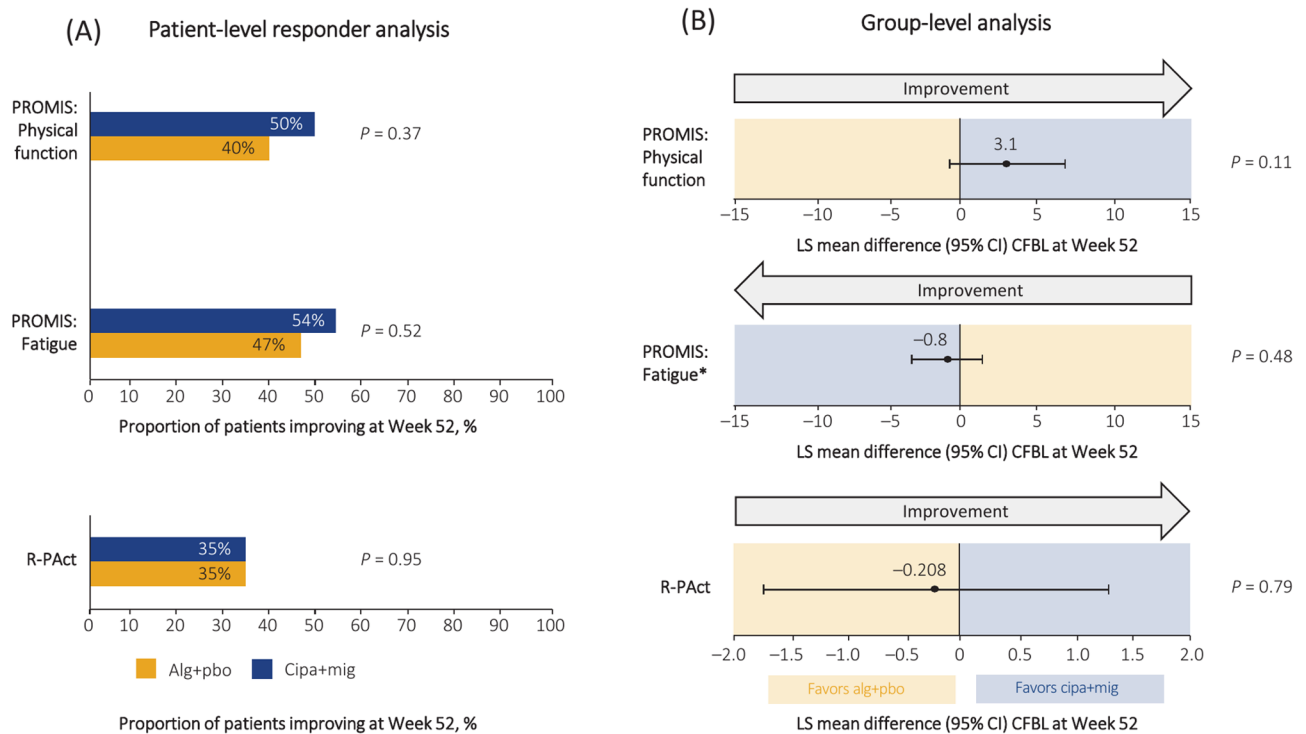 (A) Patient-level responder analysis
PROMIS:
Physical
function
50%
40%
P = 0.37
PROMIS:
Fatigue
54%
47%
P = 0.52
0 10 20 30 40 50 60 70 80 90 100
Proportion of patients improving at Week 52, %
R-PAct
35%
35%
P = 0.95
0 10 20 30 40 50 60 70 80 90 100
Alg+pbo Cipa+mig
Proportion of patients improving at Week 52, %
(B) Group-level analysis
Improvement
PROMIS:
Physical
function
3.1
P = 0.11
−15 −10 −5 0 5 10 15
LS mean difference (95% CI) CFBL at Week 52
Improvement
PROMIS:
Fatigue*
−0.8
P = 0.48
−15 −10 −5 0 5 10 15
LS mean difference (95% CI) CFBL at Week 52
Improvement
R-PAct
−0.208
P = 0.79
−2.0 −1.5 −1.0 −0.5 0 0.5 1.0 1.5 2.0
Favors alg+pbo Favors cipa+mig
LS mean difference (95% CI) CFBL at Week 52